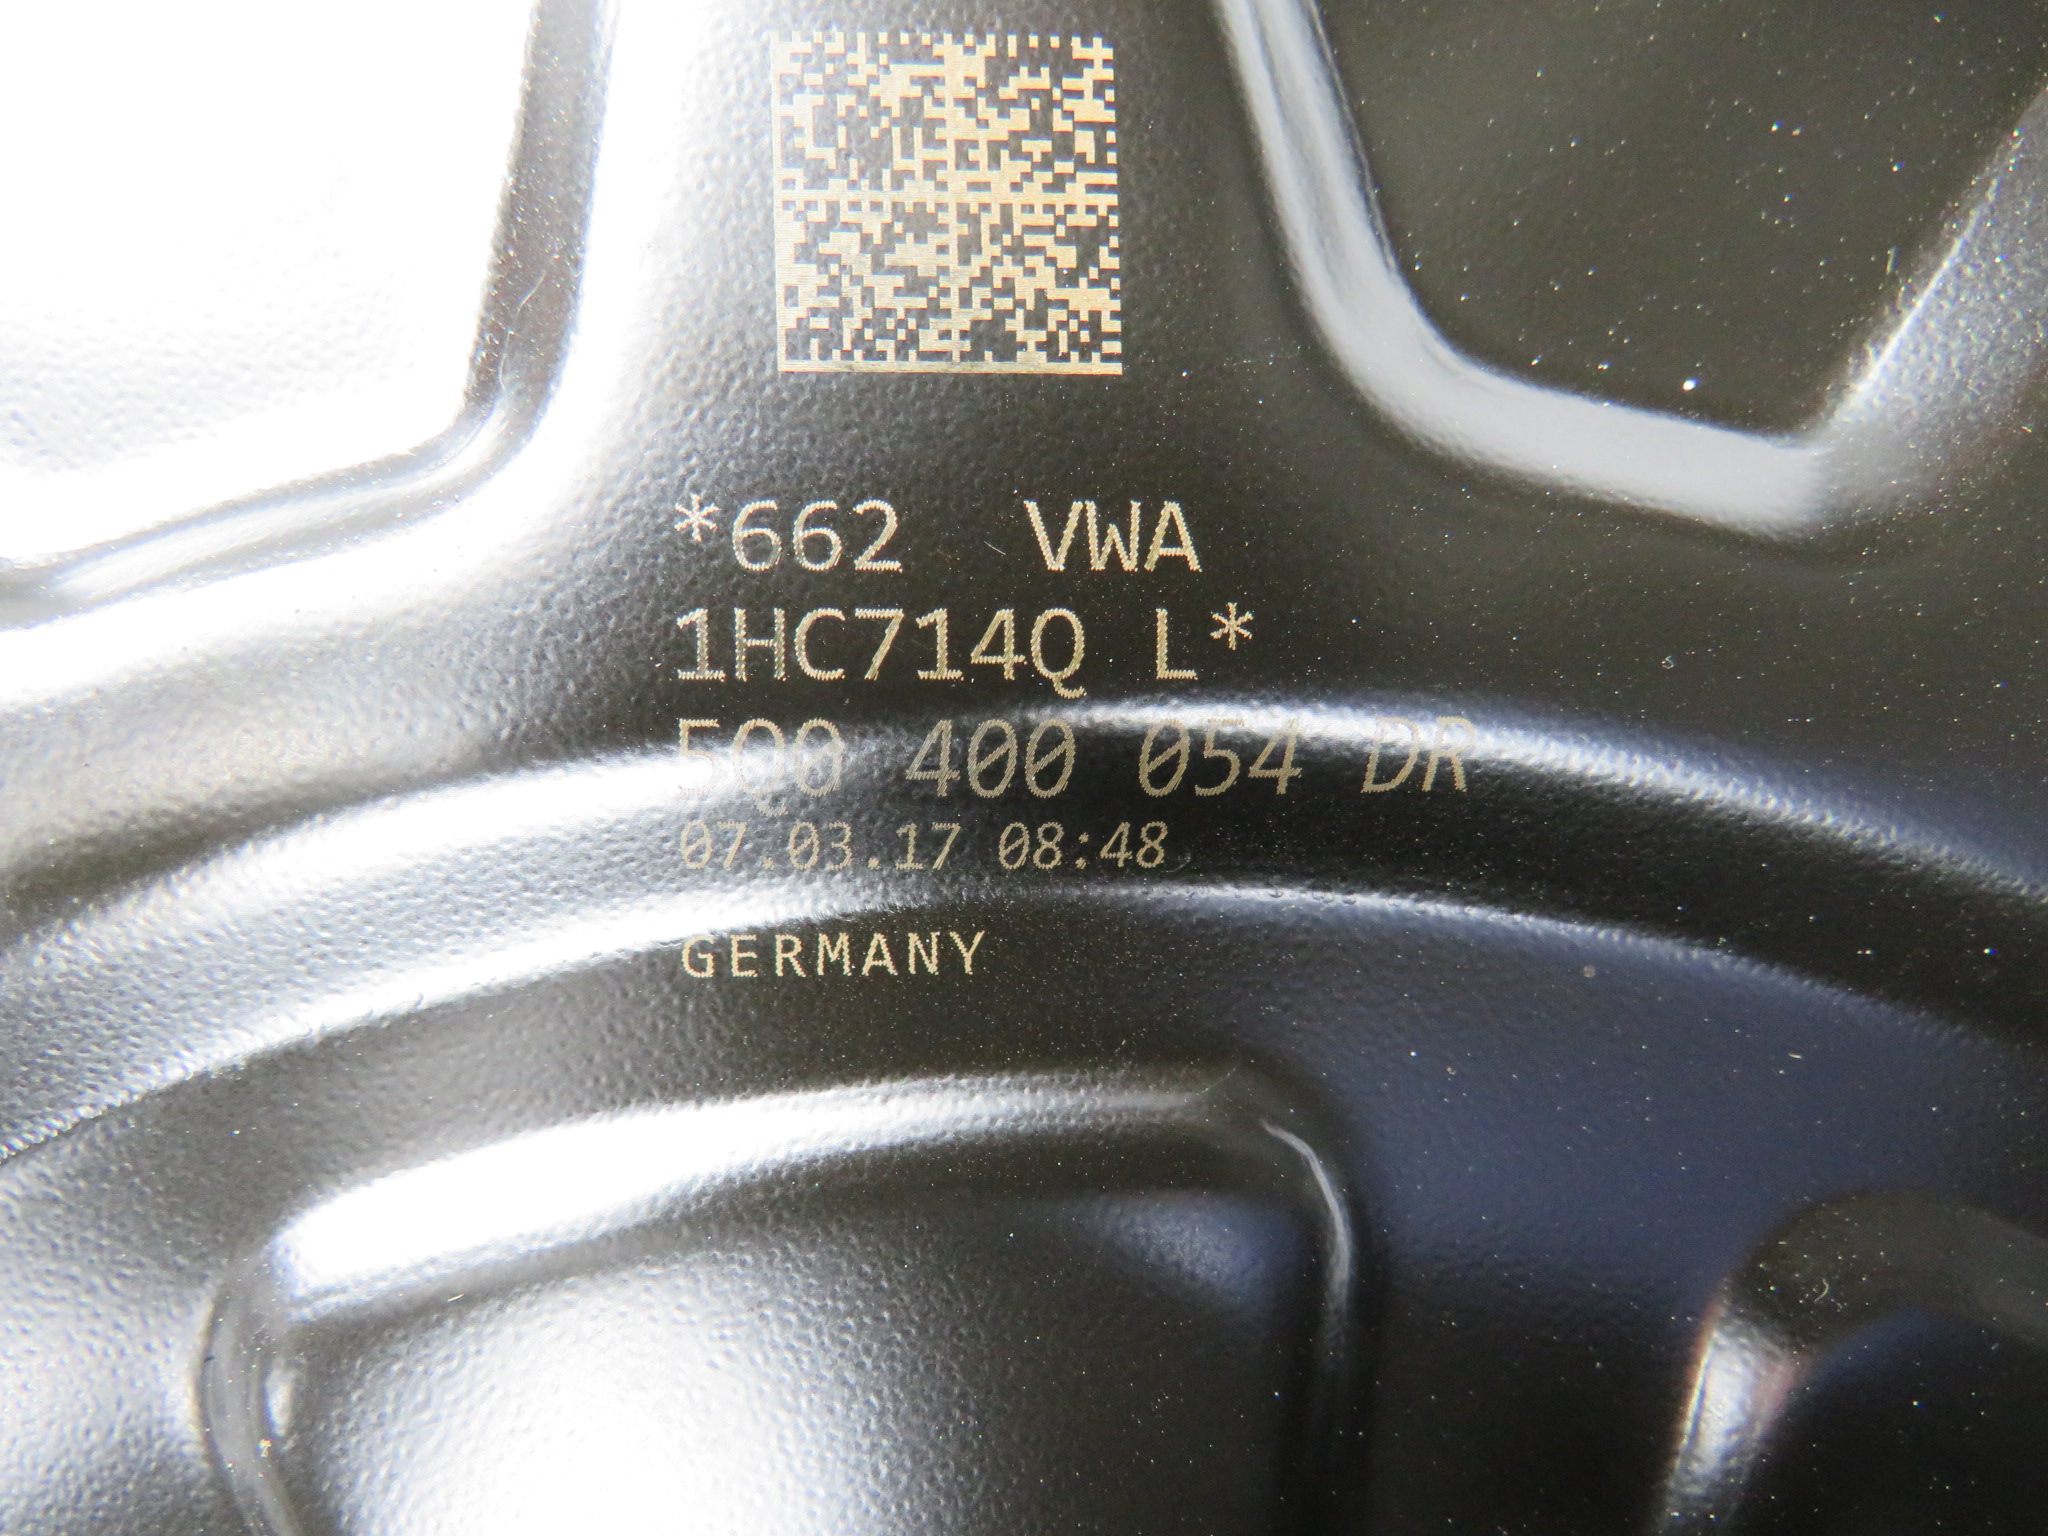 *662  VWA
1HC714Q L*
5Q0 400 054 DR
07.03.17 08:48
GERMANY